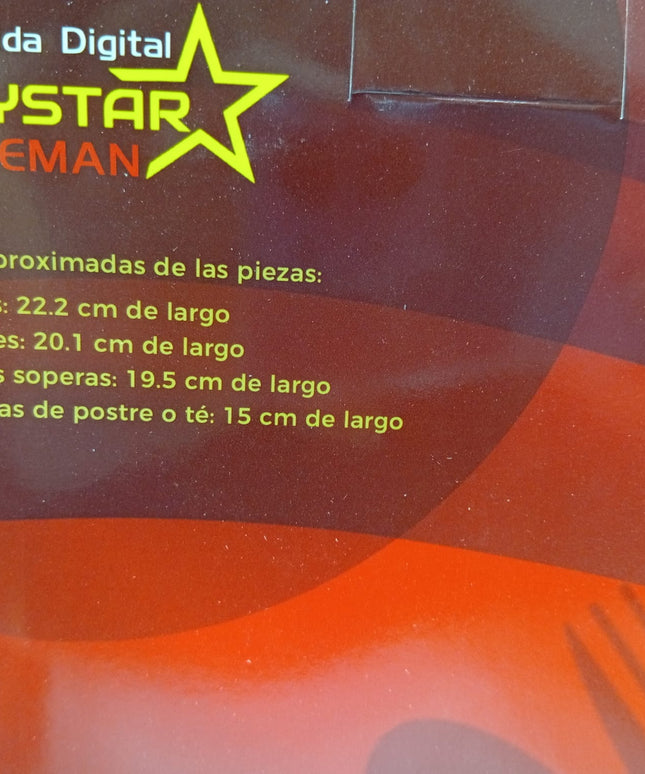 da Digital
YSTAR
EMAN
proximadas de las piezas:
s: 22.2 cm de largo
es: 20.1 cm de largo
s soperas: 19.5 cm de largo
as de postre o té: 15 cm de largo